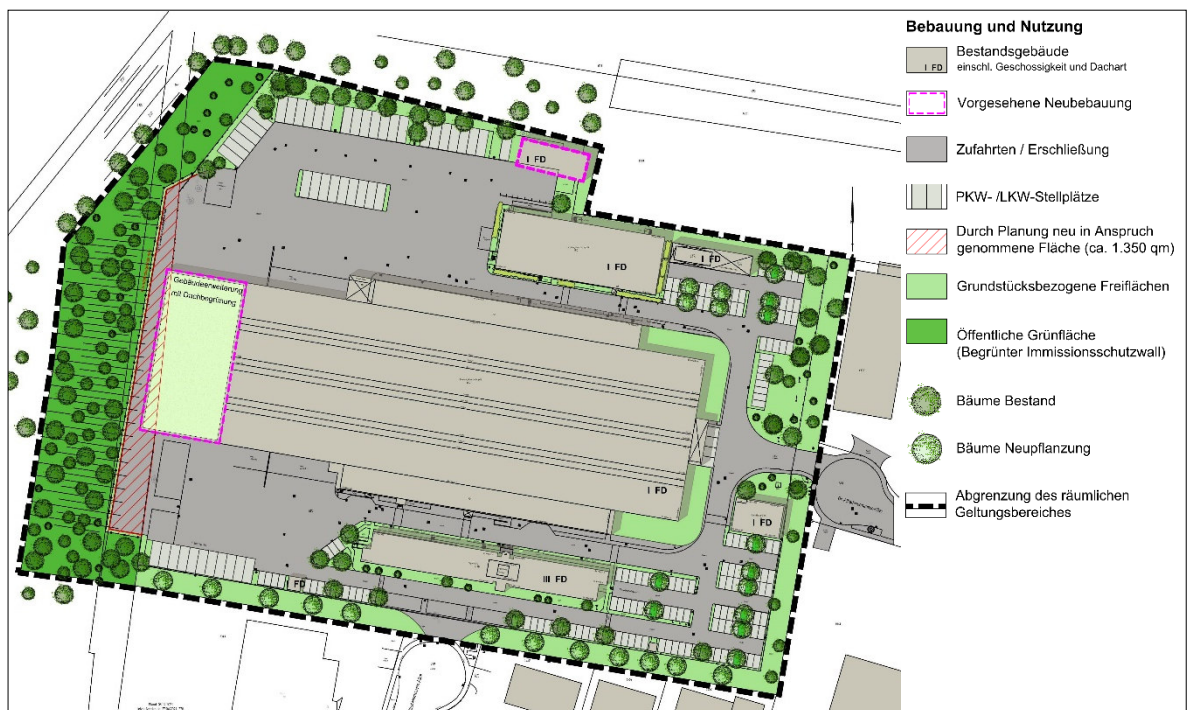 Bebauung und Nutzung
Bestandsgebäude
einschl. Geschossigkeit und Dachart
I FD
Vorgesehene Neubebauung
Zufahrten / Erschließung
PKW- /LKW-Stellplätze
Durch Planung neu in Anspruch
genommene Fläche (ca. 1.350 qm)
Grundstücksbezogene Freiflächen
Öffentliche Grünfläche
(Begrünter Immissionsschutzwall)
Bäume Bestand
Bäume Neupflanzung
Abgrenzung des räumlichen
Geltungsbereiches
I FD
I FD
I FD
Gebäudeerweiterung
mit Dachbegrünung
I FD
I FD
III FD
FD